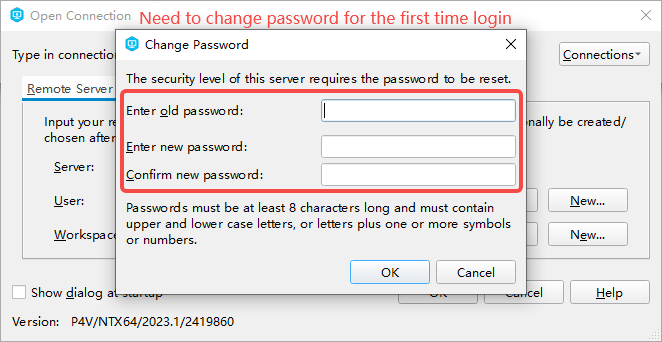 Open Connection
Need to change password for the first time login
Type in connection
Connections
Change Password
The security level of this server requires the password to be reset.
Remote Server
Enter old password:
Input your re
onally be created/
chosen after
Enter new password:
Server:
Confirm new password:
User:
New...
Passwords must be at least 8 characters long and must contain
upper and lower case letters, or letters plus one or more symbols
or numbers.
Workspace
New...
OK
Cancel
Show dialog at startup
OK
Cancel
Help
Version: P4V/NTX64/2023.1/2419860